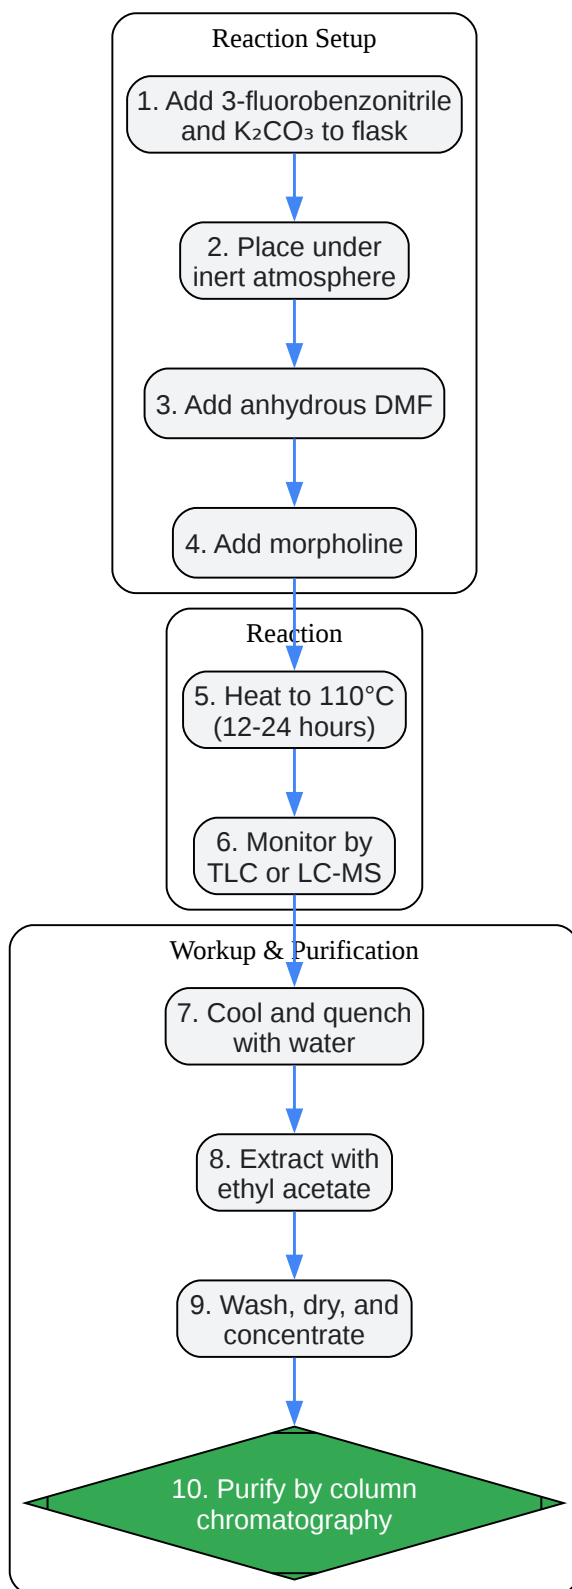 Reaction Setup
1. Add 3-fluorobenzonitrile
and K₂CO₃ to flask
2. Place under
inert atmosphere
3. Add anhydrous DMF
4. Add morpholine
Reaction
5. Heat to 110°C
(12-24 hours)
6. Monitor by
TLC or LC-MS
Workup & Purification
7. Cool and quench
with water
8. Extract with
ethyl acetate
9. Wash, dry, and
concentrate
10. Purify by column
chromatography